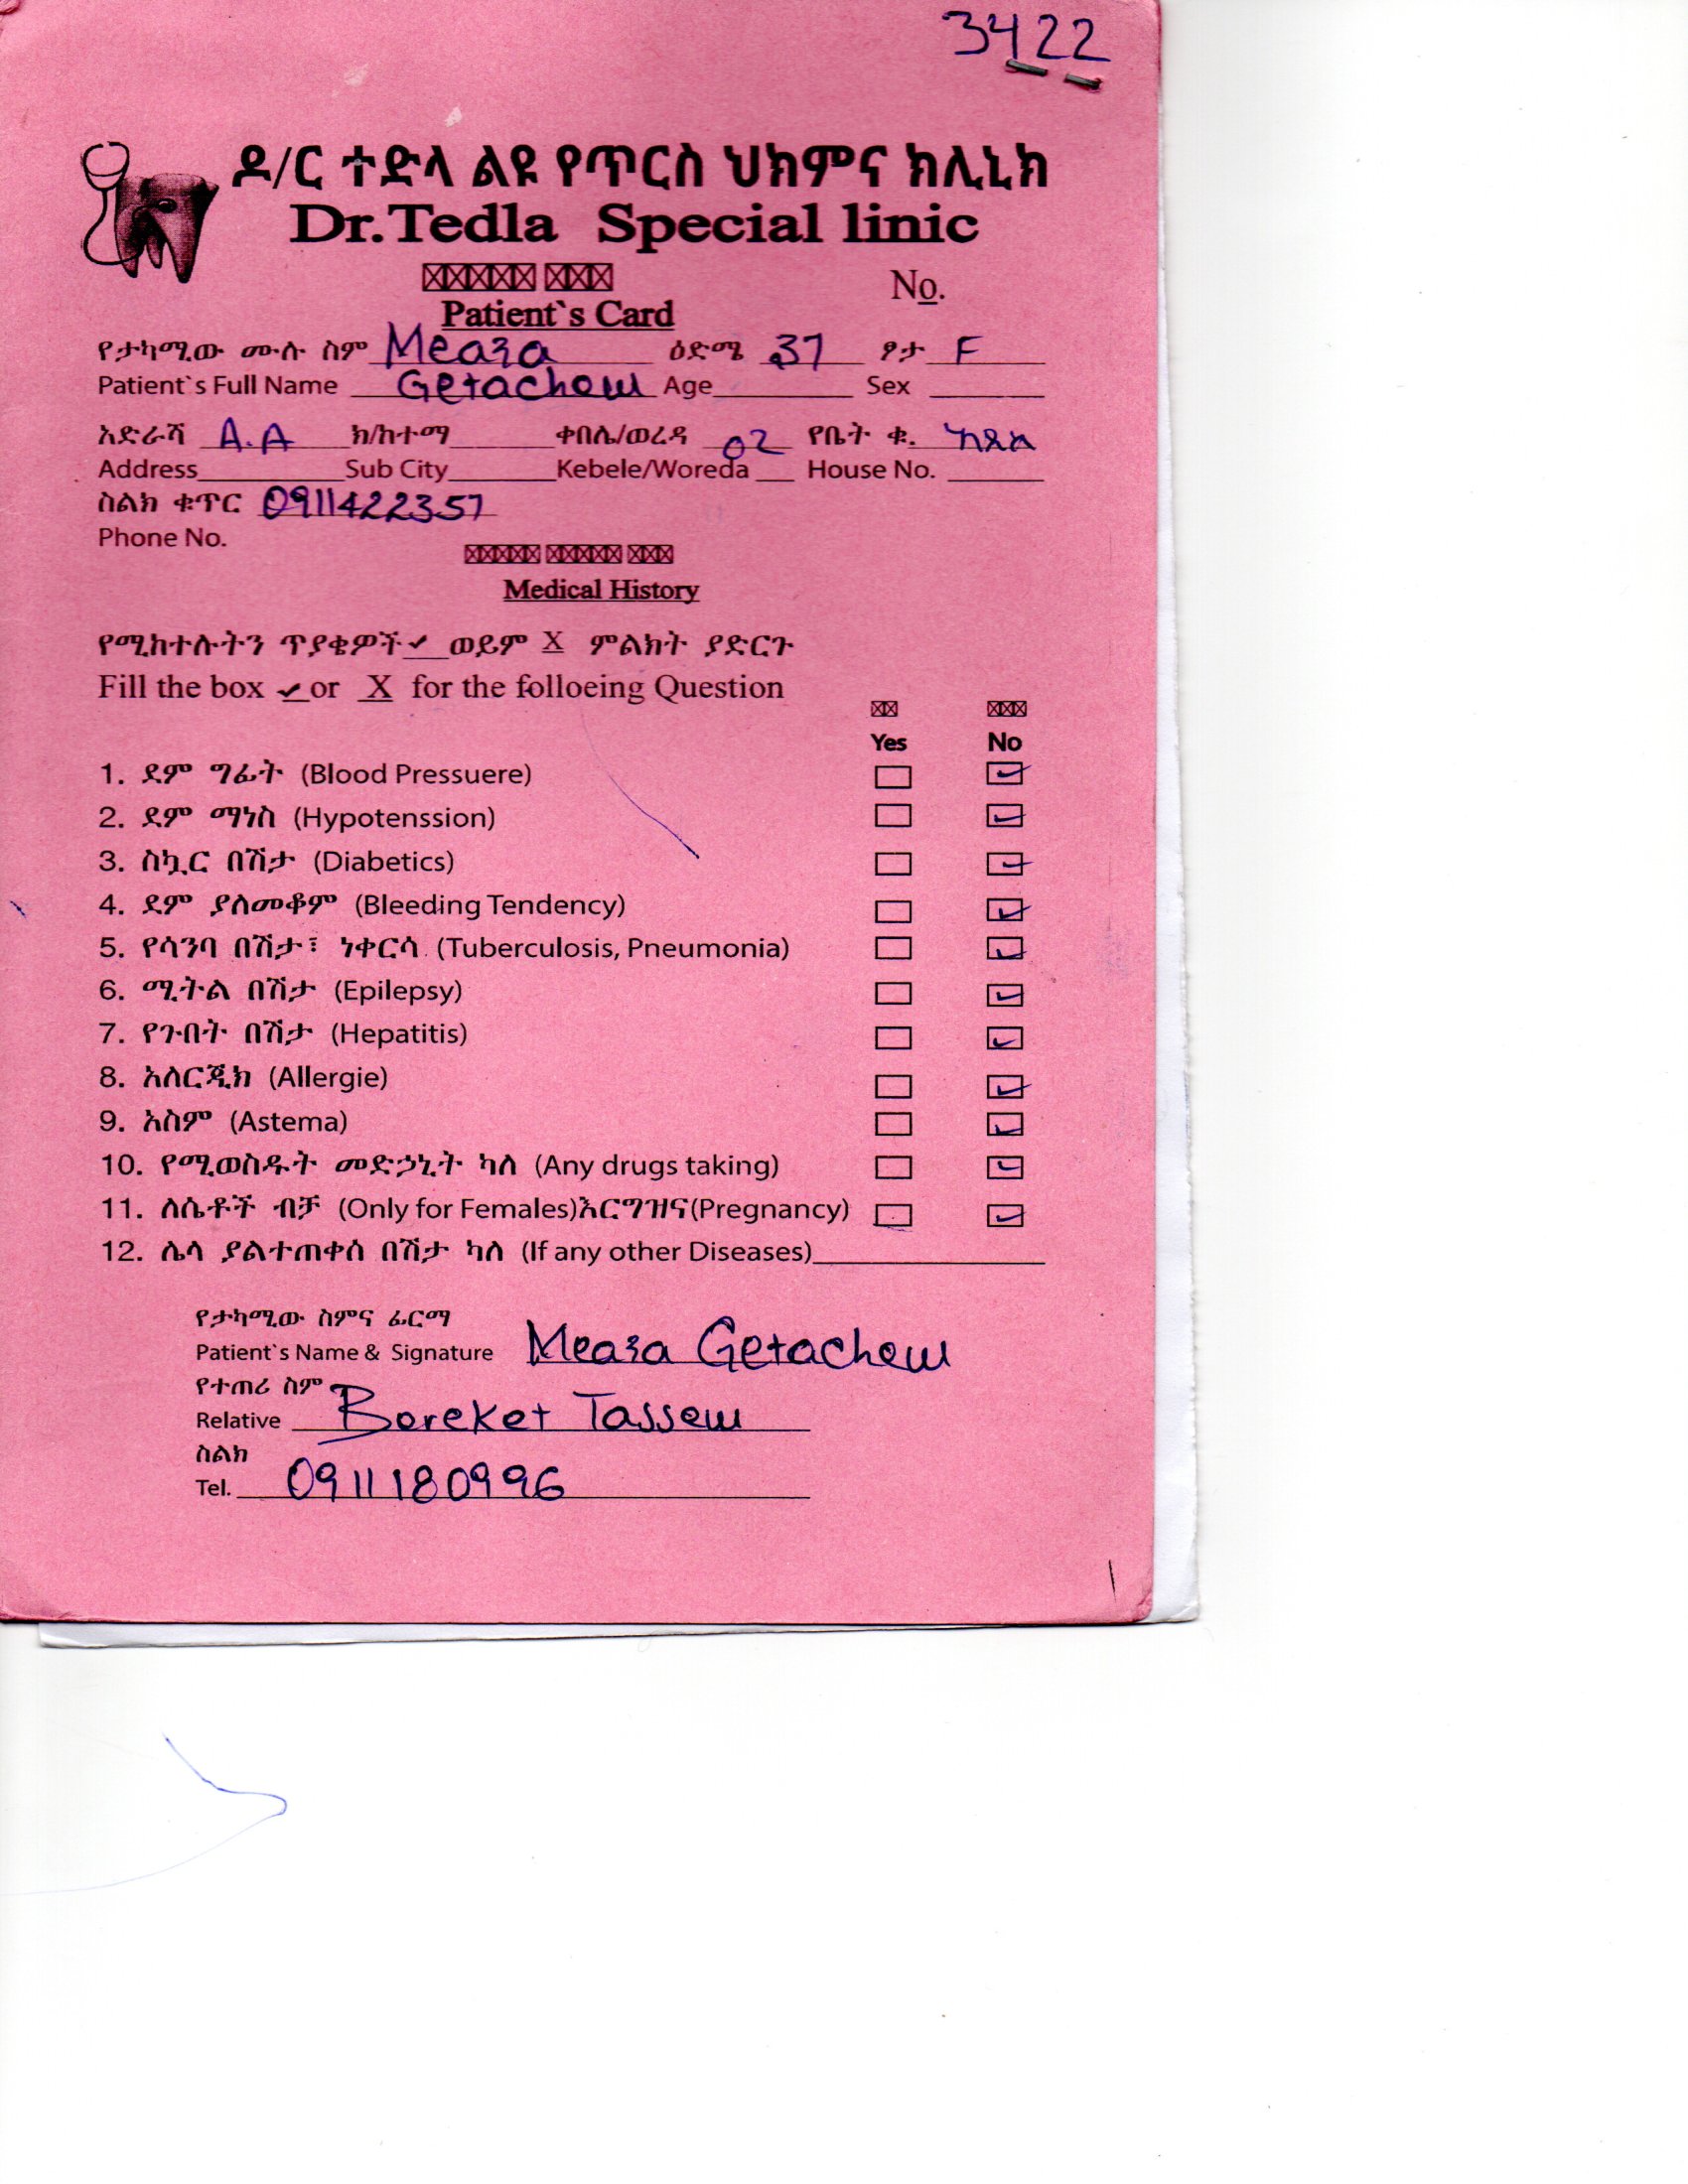 3422
ዶ/ር ተድላ ልዩ የጥርስ ህክምና ክሊኒክ
Dr.Tedla Special linic
No.
Patient`s Card
የታካሚው ሙሉ ስም Meaza ዕድሜ 37 ፆታ F
Patient`s Full Name Getachew Age Sex
አድራሻ A.A ክ/ከተማ ቀበሌ/ወረዳ 02 የቤት ቁ. አዲስ
Address Sub City Kebele/Woreda House No.
ስልክ ቁጥር 0911422357
Phone No.
Medical History
የሚከተሉትን ጥያቄዎች ✓ ወይም X ምልክት ያድርጉ
Fill the box ✓ or X for the folloeing Question
Yes No
1. ደም ግፊት (Blood Pressuere) ☐ ☑
2. ደም ማነስ (Hypotenssion) ☐ ☑
3. ስኳር በሽታ (Diabetics) ☐ ☑
4. ደም ያለመቆም (Bleeding Tendency) ☐ ☑
5. የሳንባ በሽታ፣ ነቀርሳ (Tuberculosis, Pneumonia) ☐ ☑
6. ሚትል በሽታ (Epilepsy) ☐ ☑
7. የጉበት በሽታ (Hepatitis) ☐ ☑
8. አለርጂክ (Allergie) ☐ ☑
9. አስም (Astema) ☐ ☑
10. የሚወስዱት መድኃኒት ካለ (Any drugs taking) ☐ ☑
11. ለሴቶች ብቻ (Only for Females)እርግዝና(Pregnancy) ☐ ☑
12. ሌላ ያልተጠቀሰ በሽታ ካለ (If any other Diseases)
የታካሚው ስምና ፊርማ
Patient`s Name & Signature Meaza Getachew
የተጠሪ ስም
Relative Bereket Tassew
ስልክ
Tel. 0911180996